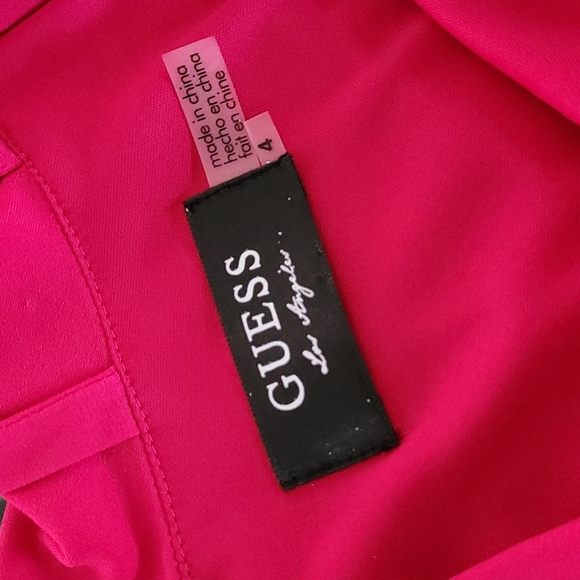 made in china
hecho en china
fait en chine
4
GUESS
Los Angeles...